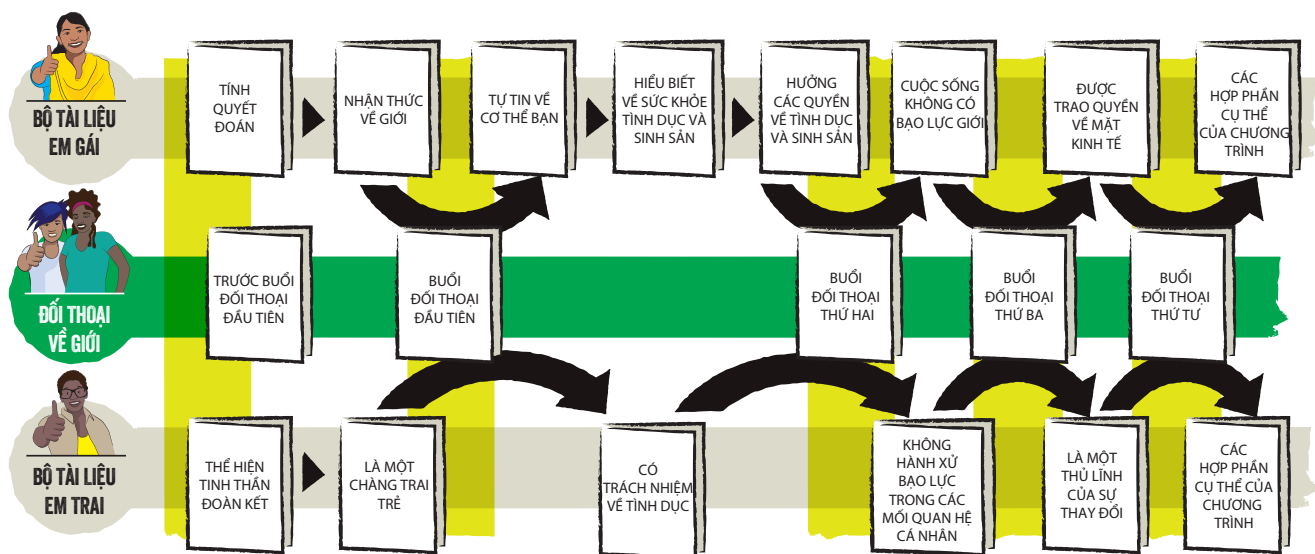 BỘ TÀI LIỆU
EM GÁI
TÍNH
QUYẾT
ĐOÁN
NHẬN THỨC
VỀ GIỚI
TỰ TIN VỀ
CƠ THỂ BẠN
HIỂU BIẾT
VỀ SỨC KHỎE
TÌNH DỤC VÀ
SINH SẢN
HƯỞNG
CÁC QUYỀN
VỀ TÌNH DỤC
VÀ SINH SẢN
CUỘC SỐNG
KHÔNG CÓ
BẠO LỰC GIỚI
ĐƯỢC
TRAO QUYỀN
VỀ MẶT
KINH TẾ
CÁC
HỢP PHẦN
CỤ THỂ
CỦA CHƯƠNG
TRÌNH
ĐỐI THOẠI
VỀ GIỚI
TRƯỚC BUỔI
ĐỐI THOẠI
ĐẦU TIÊN
BUỔI
ĐỐI THOẠI
ĐẦU TIÊN
BUỔI
ĐỐI THOẠI
THỨ HAI
BUỔI
ĐỐI THOẠI
THỨ BA
BUỔI
ĐỐI THOẠI
THỨ TƯ
BỘ TÀI LIỆU
EM TRAI
THỂ HIỆN
TINH THẦN
ĐOÀN KẾT
LÀ MỘT
CHÀNG TRAI
TRẺ
CÓ
TRÁCH NHIỆM
VỀ TÌNH DỤC
KHÔNG
HÀNH XỬ
BẠO LỰC
TRONG CÁC
MỐI QUAN HỆ
CÁ NHÂN
LÀ MỘT
THỦ LĨNH
CỦA SỰ
THAY ĐỔI
CÁC
HỢP PHẦN
CỤ THỂ CỦA
CHƯƠNG
TRÌNH